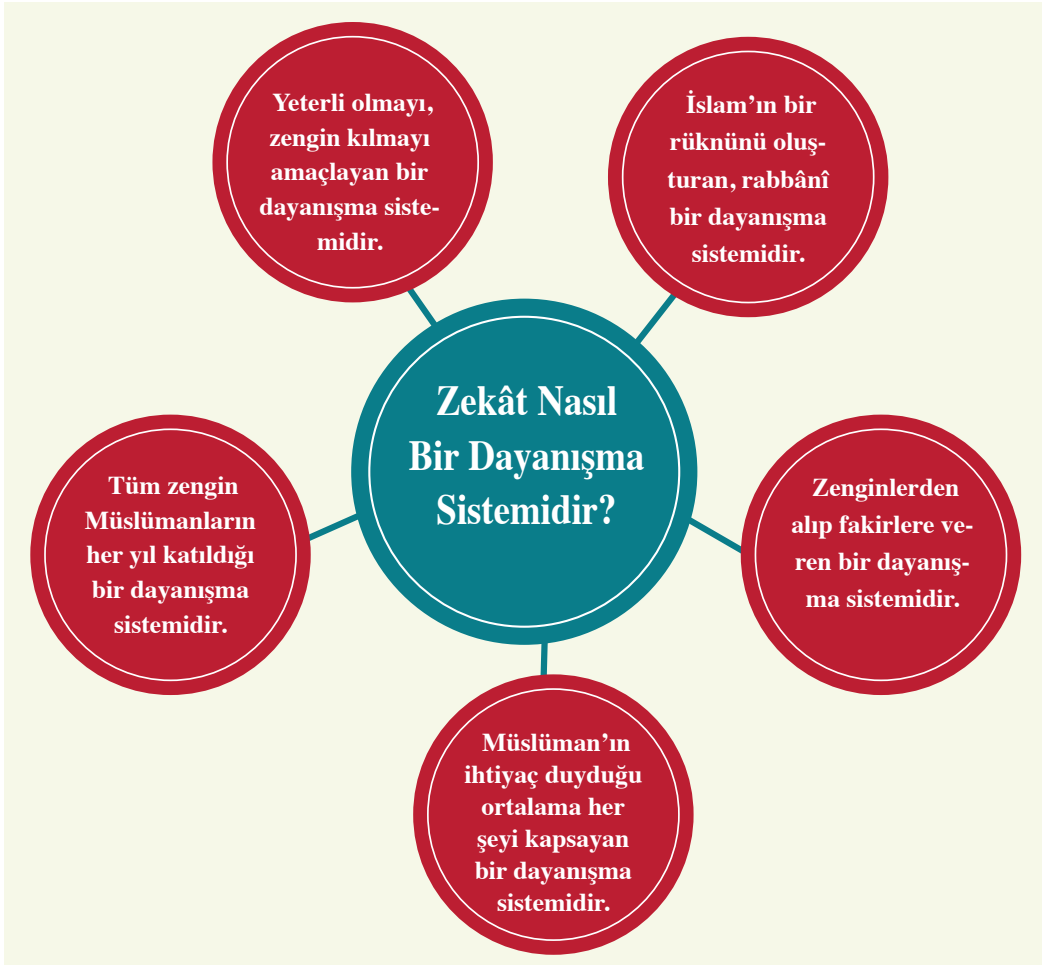 Yeterli olmayı,
zengin kılmayı
amaçlayan bir
dayanışma siste-
midir.
İslam’ın bir
rüknünü oluş-
turan, rabbânî
bir dayanışma
sistemidir.
Zekât Nasıl
Bir Dayanışma
Sistemidir?
Tüm zengin
Müslümanların
her yıl katıldığı
bir dayanışma
sistemidir.
Zenginlerden
alıp fakirlere ve-
ren bir dayanış-
ma sistemidir.
Müslüman’ın
ihtiyaç duyduğu
ortalama her
şeyi kapsayan
bir dayanışma
sistemidir.